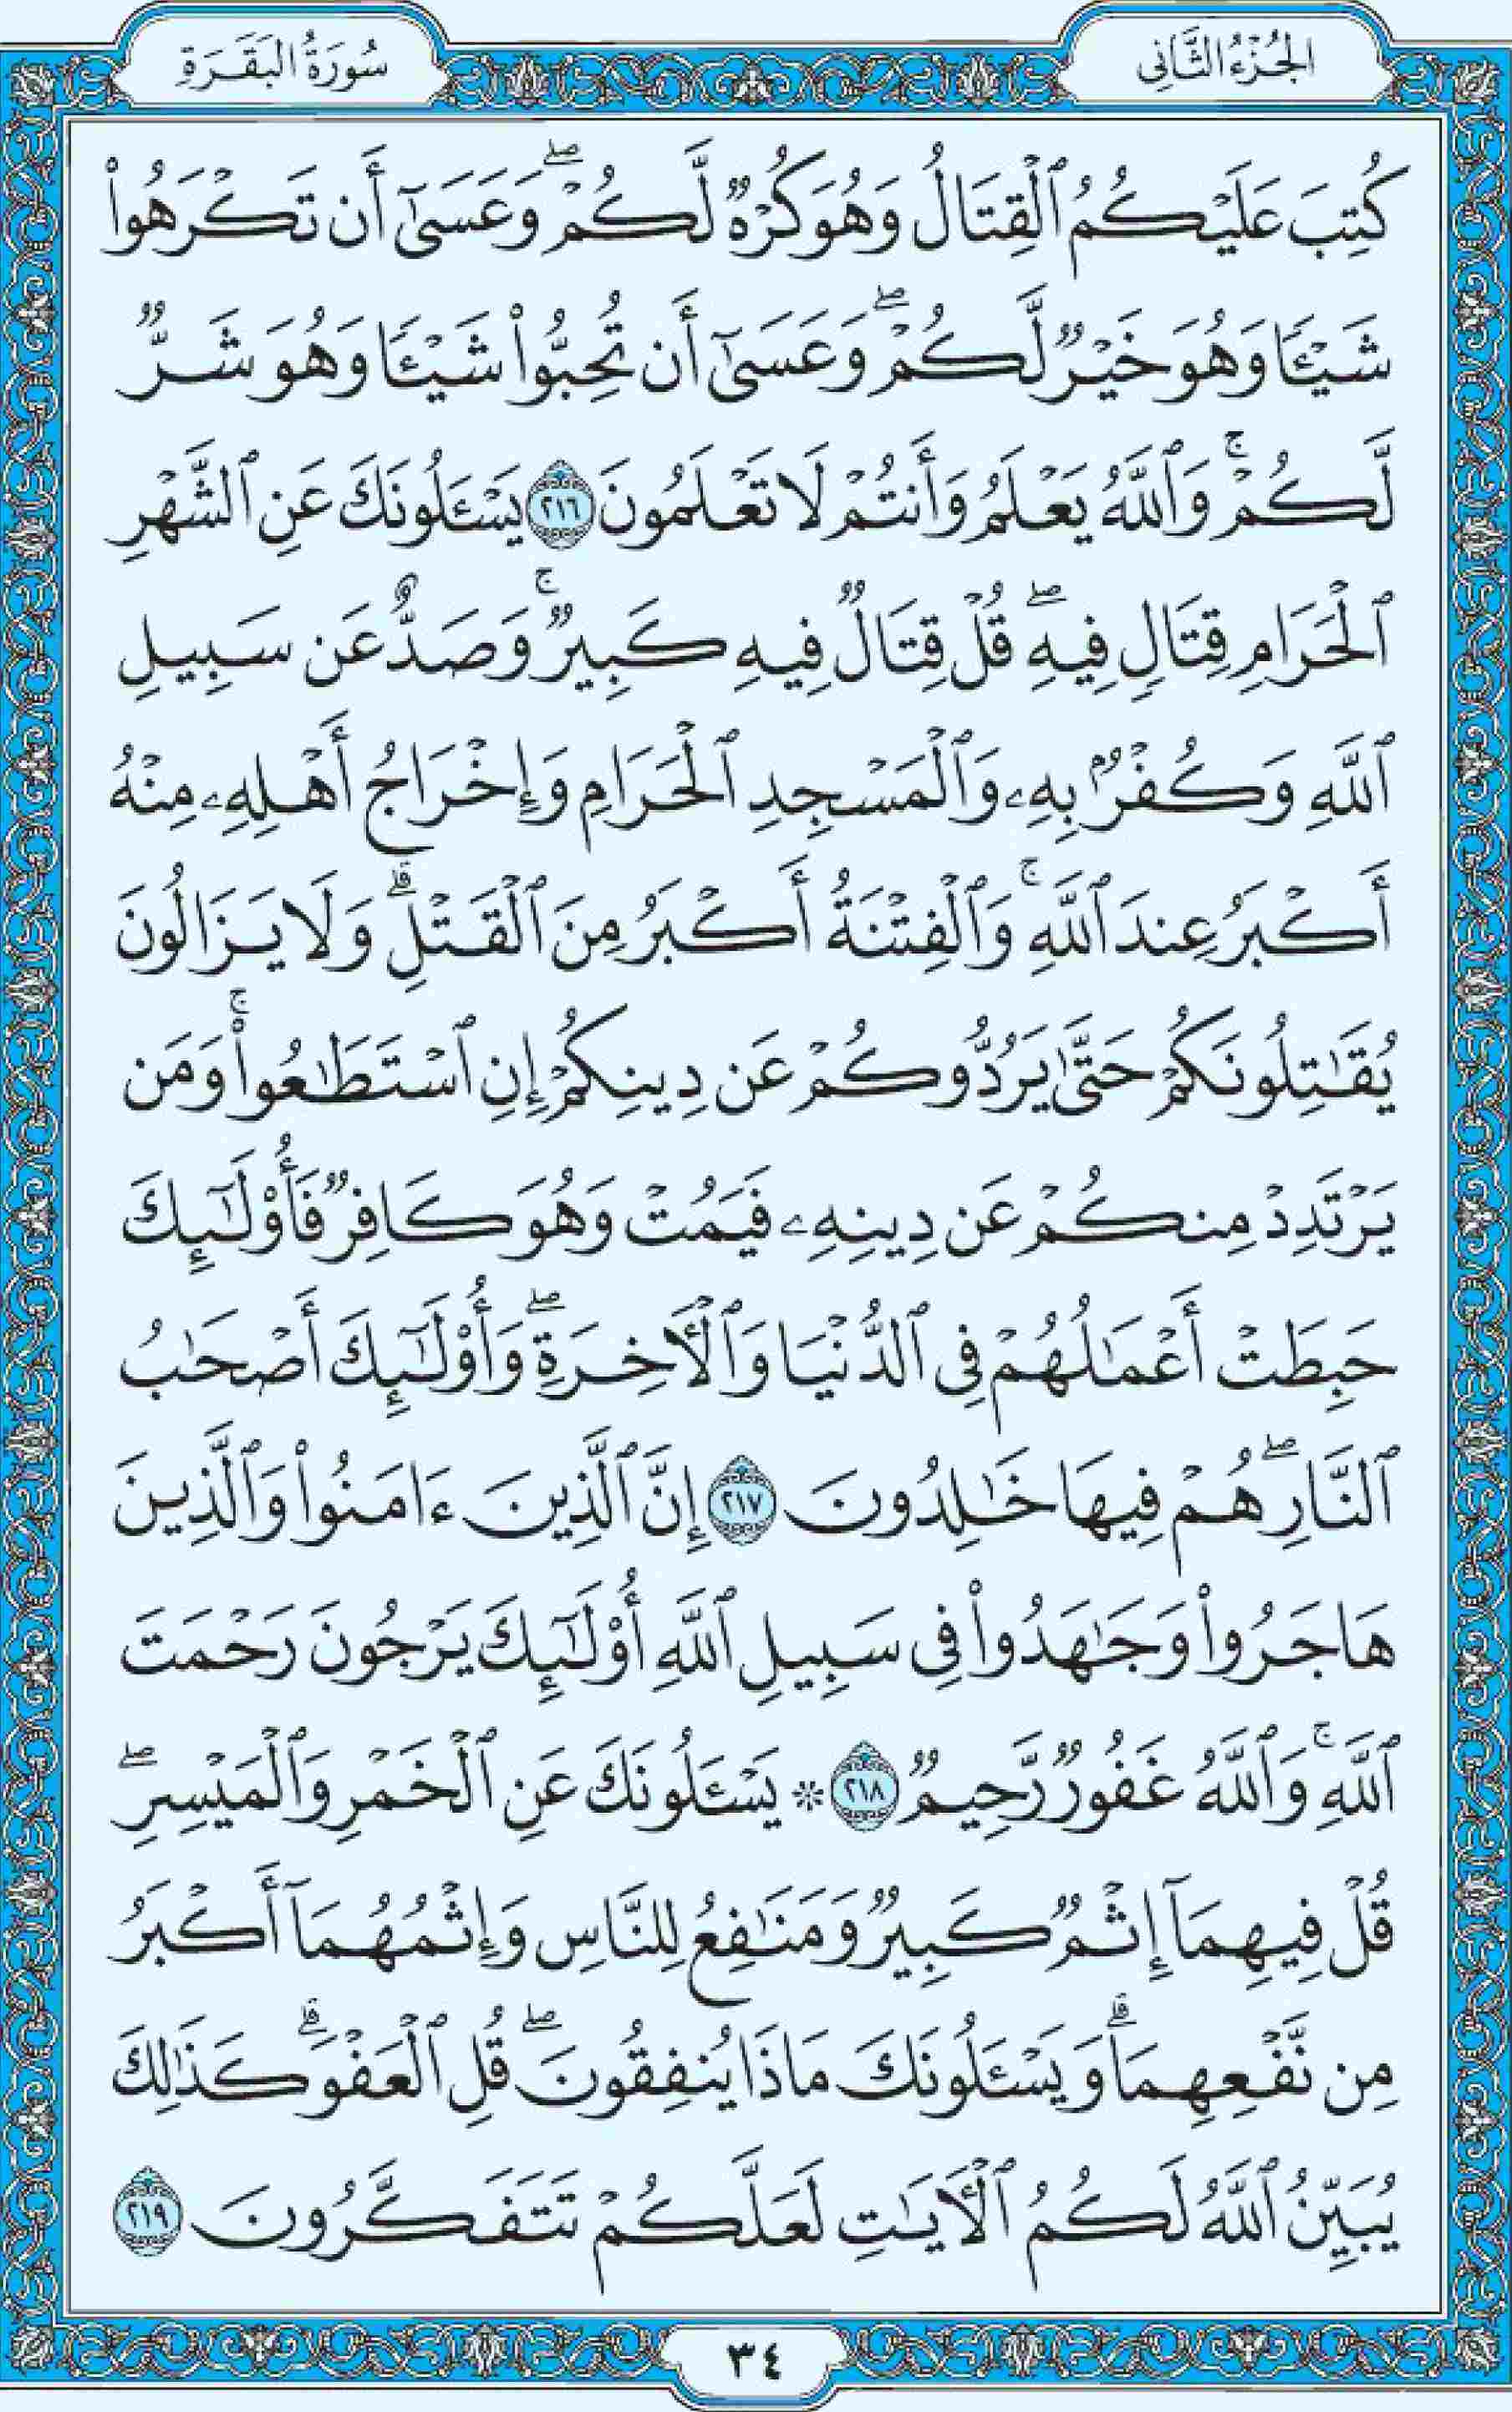 الجُزْءُ الثَّانِي
سُورَةُ البَقَرَةِ
كُتِبَ عَلَيْكُمُ ٱلْقِتَالُ وَهُوَ كُرْهٌ لَّكُمْ ۖ وَعَسَىٰٓ أَن تَكْرَهُوا۟
شَيْـًٔا وَهُوَ خَيْرٌ لَّكُمْ ۖ وَعَسَىٰٓ أَن تُحِبُّوا۟ شَيْـًٔا وَهُوَ شَرٌّ
لَّكُمْ ۚ وَٱللَّهُ يَعْلَمُ وَأَنتُمْ لَا تَعْلَمُونَ ٢١٦ يَسْـَٔلُونَكَ عَنِ ٱلشَّهْرِ
ٱلْحَرَامِ قِتَالٍ فِيهِ ۖ قُلْ قِتَالٌ فِيهِ كَبِيرٌ ۚ وَصَدٌّ عَن سَبِيلِ
ٱللَّهِ وَكُفْرٌۢ بِهِۦ وَٱلْمَسْجِدِ ٱلْحَرَامِ وَإِخْرَاجُ أَهْلِهِۦ مِنْهُ
أَكْبَرُ عِندَ ٱللَّهِ ۚ وَٱلْفِتْنَةُ أَكْبَرُ مِنَ ٱلْقَتْلِ ۗ وَلَا يَزَالُونَ
يُقَـٰتِلُونَكُمْ حَتَّىٰ يَرُدُّوكُمْ عَن دِينِكُمْ إِنِ ٱسْتَطَـٰعُوا۟ ۚ وَمَن
يَرْتَدِدْ مِنكُمْ عَن دِينِهِۦ فَيَمُتْ وَهُوَ كَافِرٌ فَأُو۟لَـٰٓئِكَ
حَبِطَتْ أَعْمَـٰلُهُمْ فِى ٱلدُّنْيَا وَٱلْـَٔاخِرَةِ ۖ وَأُو۟لَـٰٓئِكَ أَصْحَـٰبُ
ٱلنَّارِ ۖ هُمْ فِيهَا خَـٰلِدُونَ ٢١٧ إِنَّ ٱلَّذِينَ ءَامَنُوا۟ وَٱلَّذِينَ
هَاجَرُوا۟ وَجَـٰهَدُوا۟ فِى سَبِيلِ ٱللَّهِ أُو۟لَـٰٓئِكَ يَرْجُونَ رَحْمَتَ
ٱللَّهِ ۚ وَٱللَّهُ غَفُورٌ رَّحِيمٌ ٢١٨ * يَسْـَٔلُونَكَ عَنِ ٱلْخَمْرِ وَٱلْمَيْسِرِ ۖ
قُلْ فِيهِمَآ إِثْمٌ كَبِيرٌ وَمَنَـٰفِعُ لِلنَّاسِ وَإِثْمُهُمَآ أَكْبَرُ
مِن نَّفْعِهِمَا ۗ وَيَسْـَٔلُونَكَ مَاذَا يُنفِقُونَ ۖ قُلِ ٱلْعَفْوَ ۗ كَذَٰلِكَ
يُبَيِّنُ ٱللَّهُ لَكُمُ ٱلْـَٔايَـٰتِ لَعَلَّكُمْ تَتَفَكَّرُونَ ٢١٩
٣٤